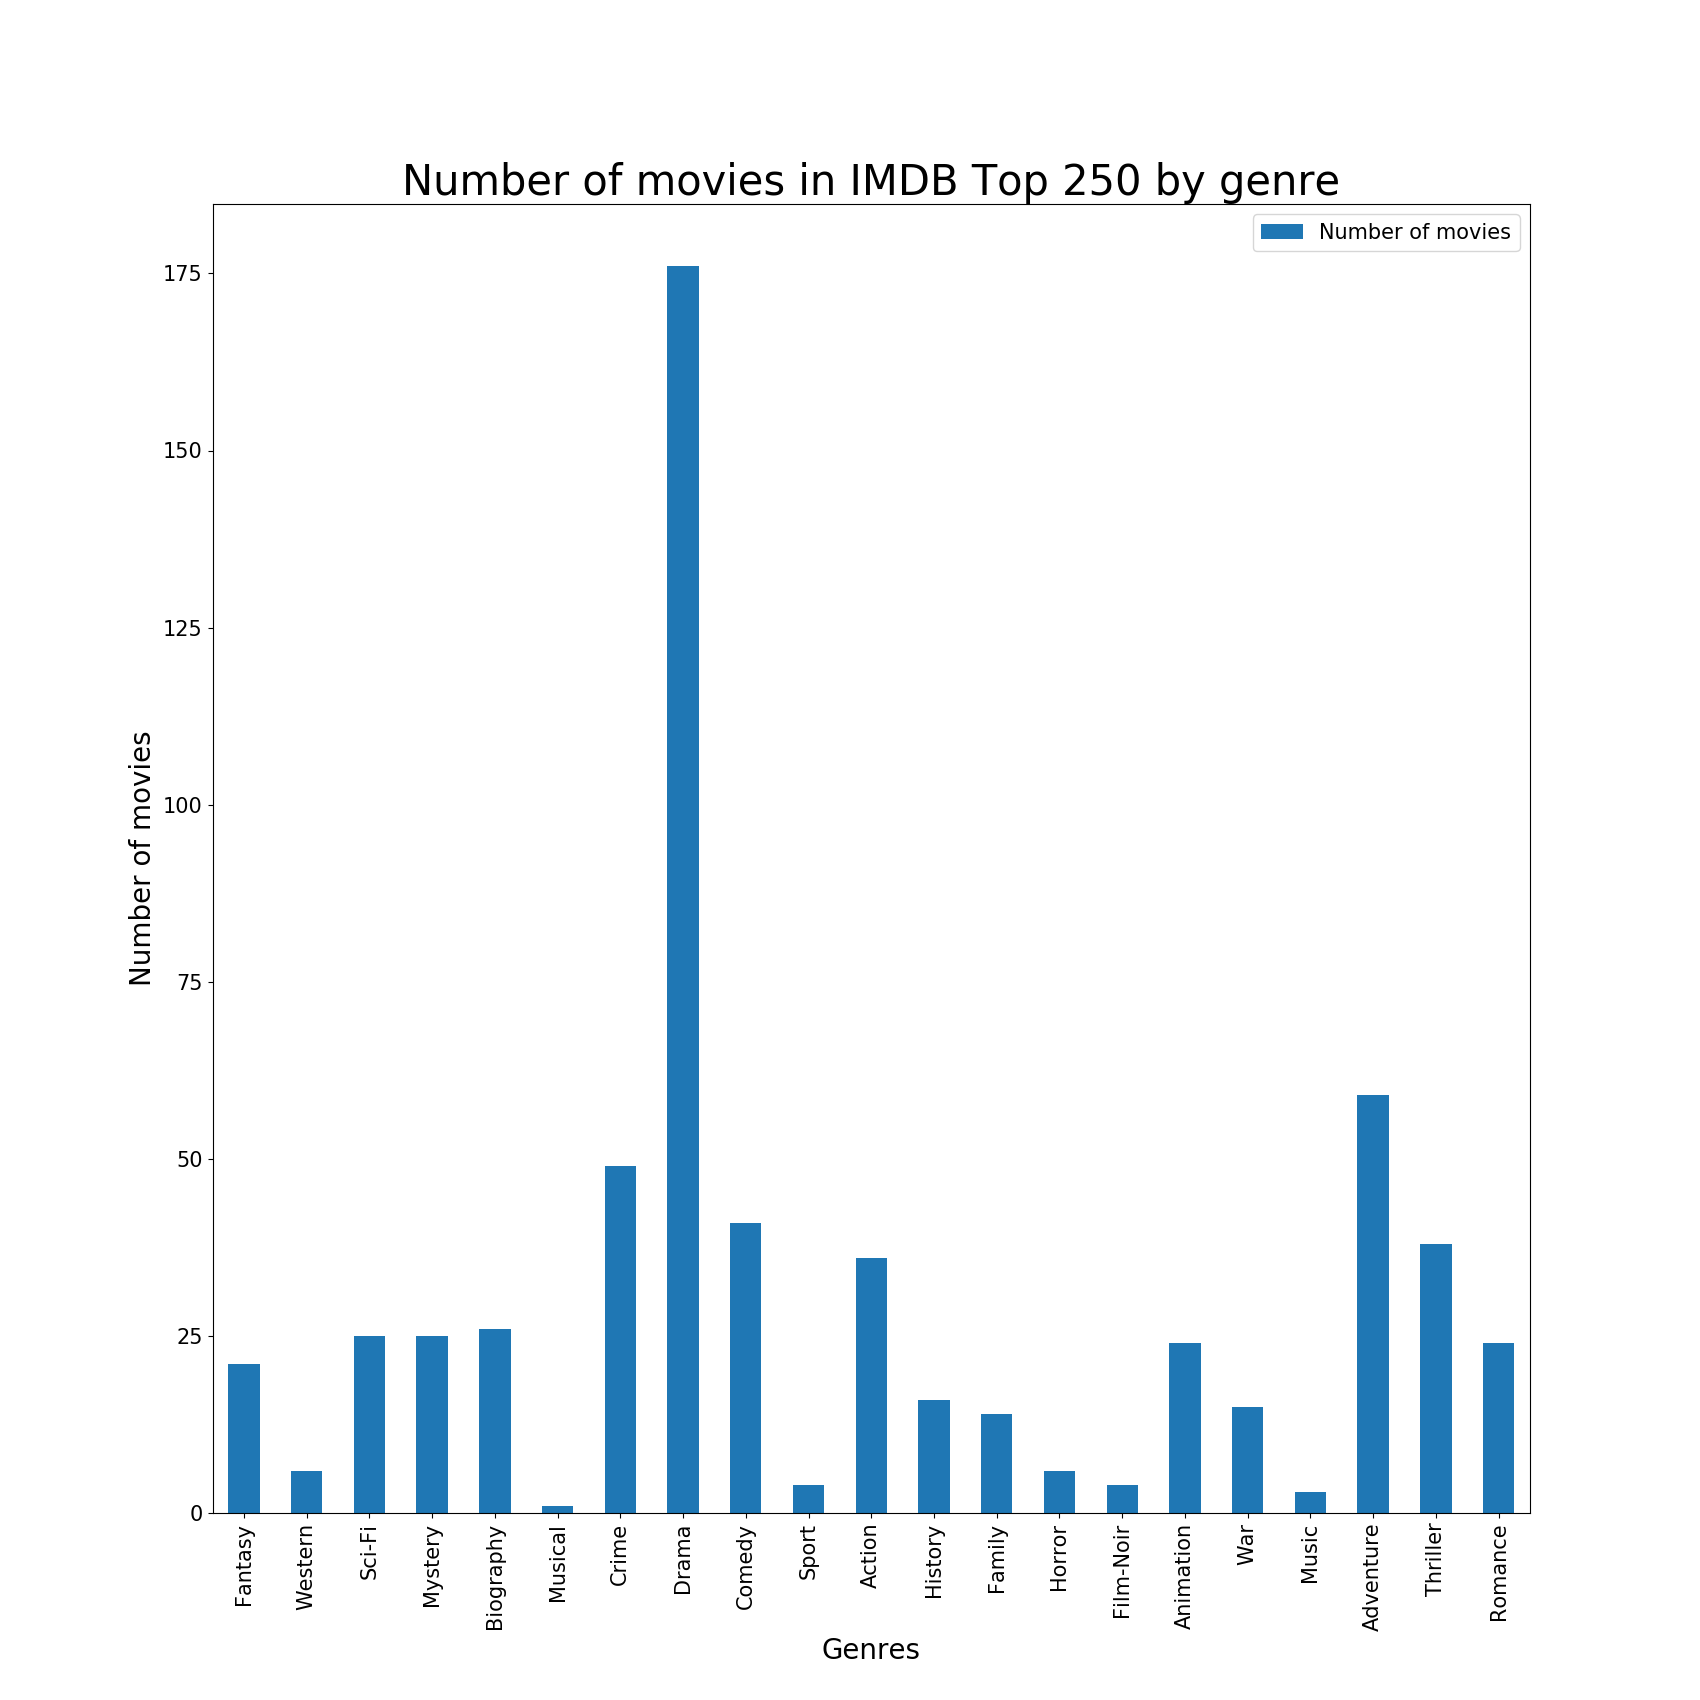 Number of movies in IMDB Top 250 by genre
Number of movies
175
150
125
100
75
50
25
0
Number of movies
Fantasy
Western
Sci-Fi
Mystery
Biography
Musical
Crime
Drama
Comedy
Sport
Action
History
Family
Horror
Film-Noir
Animation
War
Music
Adventure
Thriller
Romance
Genres